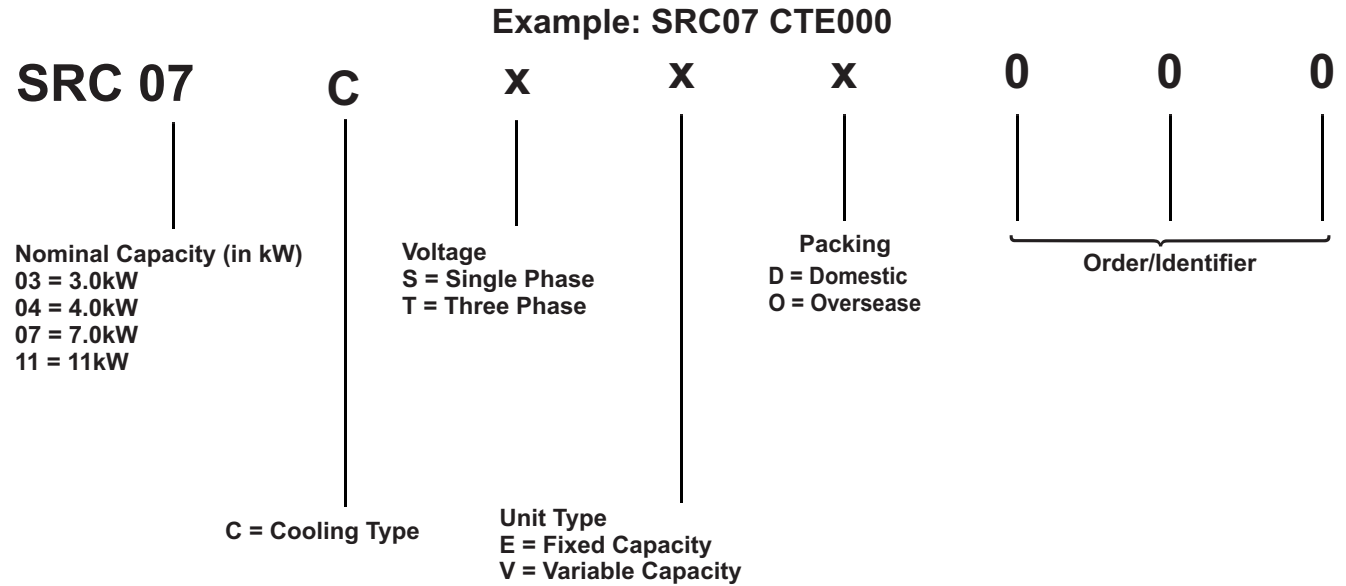 Example: SRC07 CTE000
SRC 07 C x x x 0 0 0
Nominal Capacity (in kW)
03 = 3.0kW
04 = 4.0kW
07 = 7.0kW
11 = 11kW
Voltage
S = Single Phase
T = Three Phase
Packing
D = Domestic
O = Oversease
Order/Identifier
C = Cooling Type
Unit Type
E = Fixed Capacity
V = Variable Capacity